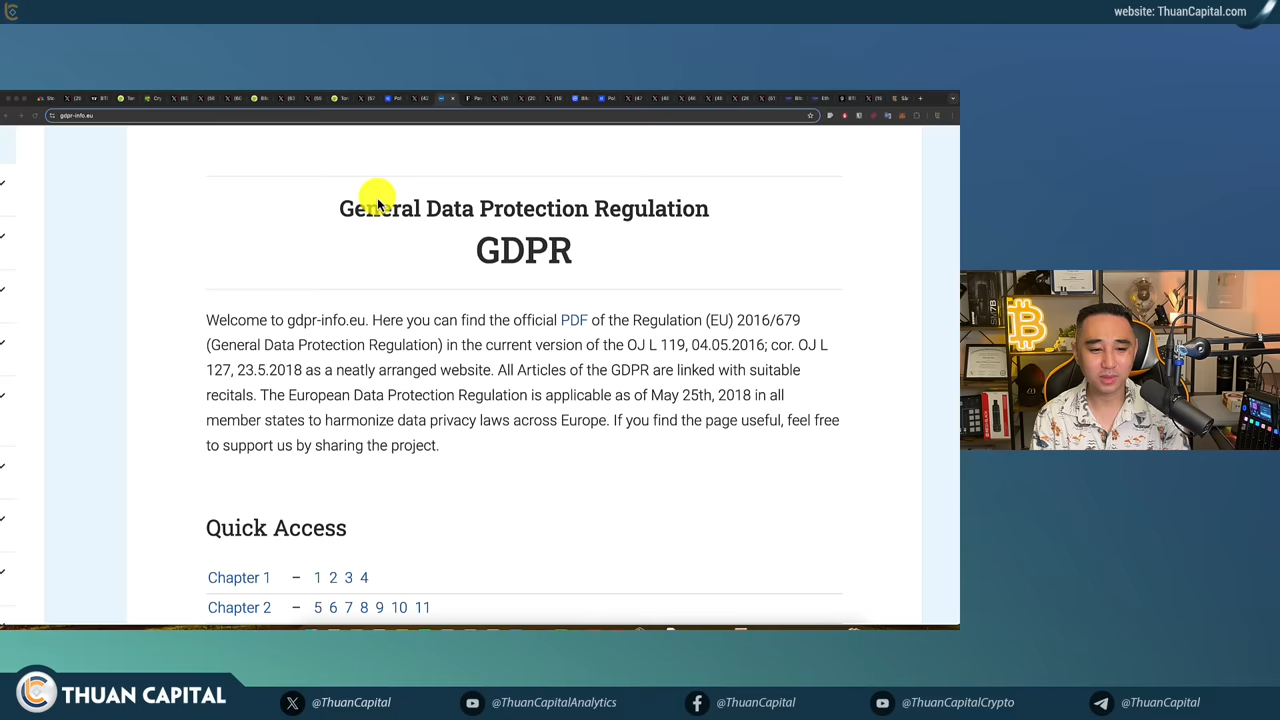 website: ThuanCapital.com
gdpr-info.eu
General Data Protection Regulation
GDPR
Welcome to gdpr-info.eu. Here you can find the official PDF of the Regulation (EU) 2016/679
(General Data Protection Regulation) in the current version of the OJ L 119, 04.05.2016; cor. OJ L
127, 23.5.2018 as a neatly arranged website. All Articles of the GDPR are linked with suitable
recitals. The European Data Protection Regulation is applicable as of May 25th, 2018 in all
member states to harmonize data privacy laws across Europe. If you find the page useful, feel free
to support us by sharing the project.
Quick Access
Chapter 1 – 1 2 3 4
Chapter 2 – 5 6 7 8 9 10 11
SM7B
THUAN CAPITAL
@ThuanCapital
@ThuanCapitalAnalytics
@ThuanCapital
@ThuanCapitalCrypto
@ThuanCapital